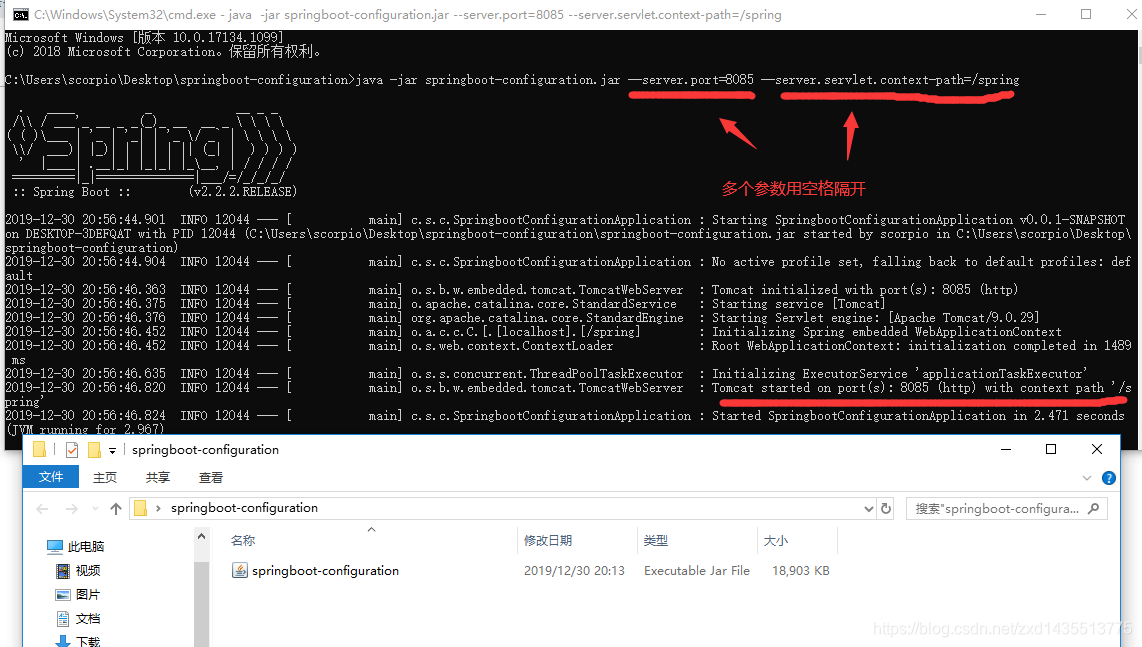 C:\Windows\System32\cmd.exe - java  -jar springboot-configuration.jar --server.port=8085 --server.servlet.context-path=/spring
Microsoft Windows [版本 10.0.17134.1099]
(c) 2018 Microsoft Corporation。保留所有权利。
C:\Users\scorpio\Desktop\springboot-configuration>java -jar springboot-configuration.jar --server.port=8085 --server.servlet.context-path=/spring
多个参数用空格隔开
:: Spring Boot ::        (v2.2.2.RELEASE)
2019-12-30 20:56:44.901  INFO 12044 --- [           main] c.s.c.SpringbootConfigurationApplication : Starting SpringbootConfigurationApplication v0.0.1-SNAPSHOT
on DESKTOP-3DEFQAT with PID 12044 (C:\Users\scorpio\Desktop\springboot-configuration\springboot-configuration.jar started by scorpio in C:\Users\scorpio\Desktop\
springboot-configuration)
2019-12-30 20:56:44.904  INFO 12044 --- [           main] c.s.c.SpringbootConfigurationApplication : No active profile set, falling back to default profiles: def
ault
2019-12-30 20:56:46.363  INFO 12044 --- [           main] o.s.b.w.embedded.tomcat.TomcatWebServer  : Tomcat initialized with port(s): 8085 (http)
2019-12-30 20:56:46.375  INFO 12044 --- [           main] o.apache.catalina.core.StandardService   : Starting service [Tomcat]
2019-12-30 20:56:46.376  INFO 12044 --- [           main] org.apache.catalina.core.StandardEngine  : Starting Servlet engine: [Apache Tomcat/9.0.29]
2019-12-30 20:56:46.452  INFO 12044 --- [           main] o.a.c.c.C.[.[localhost].[/spring]        : Initializing Spring embedded WebApplicationContext
2019-12-30 20:56:46.452  INFO 12044 --- [           main] o.s.web.context.ContextLoader            : Root WebApplicationContext: initialization completed in 1489
ms
2019-12-30 20:56:46.635  INFO 12044 --- [           main] o.s.s.concurrent.ThreadPoolTaskExecutor  : Initializing ExecutorService 'applicationTaskExecutor'
2019-12-30 20:56:46.820  INFO 12044 --- [           main] o.s.b.w.embedded.tomcat.TomcatWebServer  : Tomcat started on port(s): 8085 (http) with context path '/s
pring'
2019-12-30 20:56:46.824  INFO 12044 --- [           main] c.s.c.SpringbootConfigurationApplication : Started SpringbootConfigurationApplication in 2.471 seconds
(JVM running for 2.967)
springboot-configuration
文件 主页 共享 查看
springboot-configuration
搜索"springboot-configura...
名称 修改日期 类型 大小
springboot-configuration 2019/12/30 20:13 Executable Jar File 18,903 KB
此电脑
视频
图片
文档
下载
https://blog.csdn.net/zxd1435513775